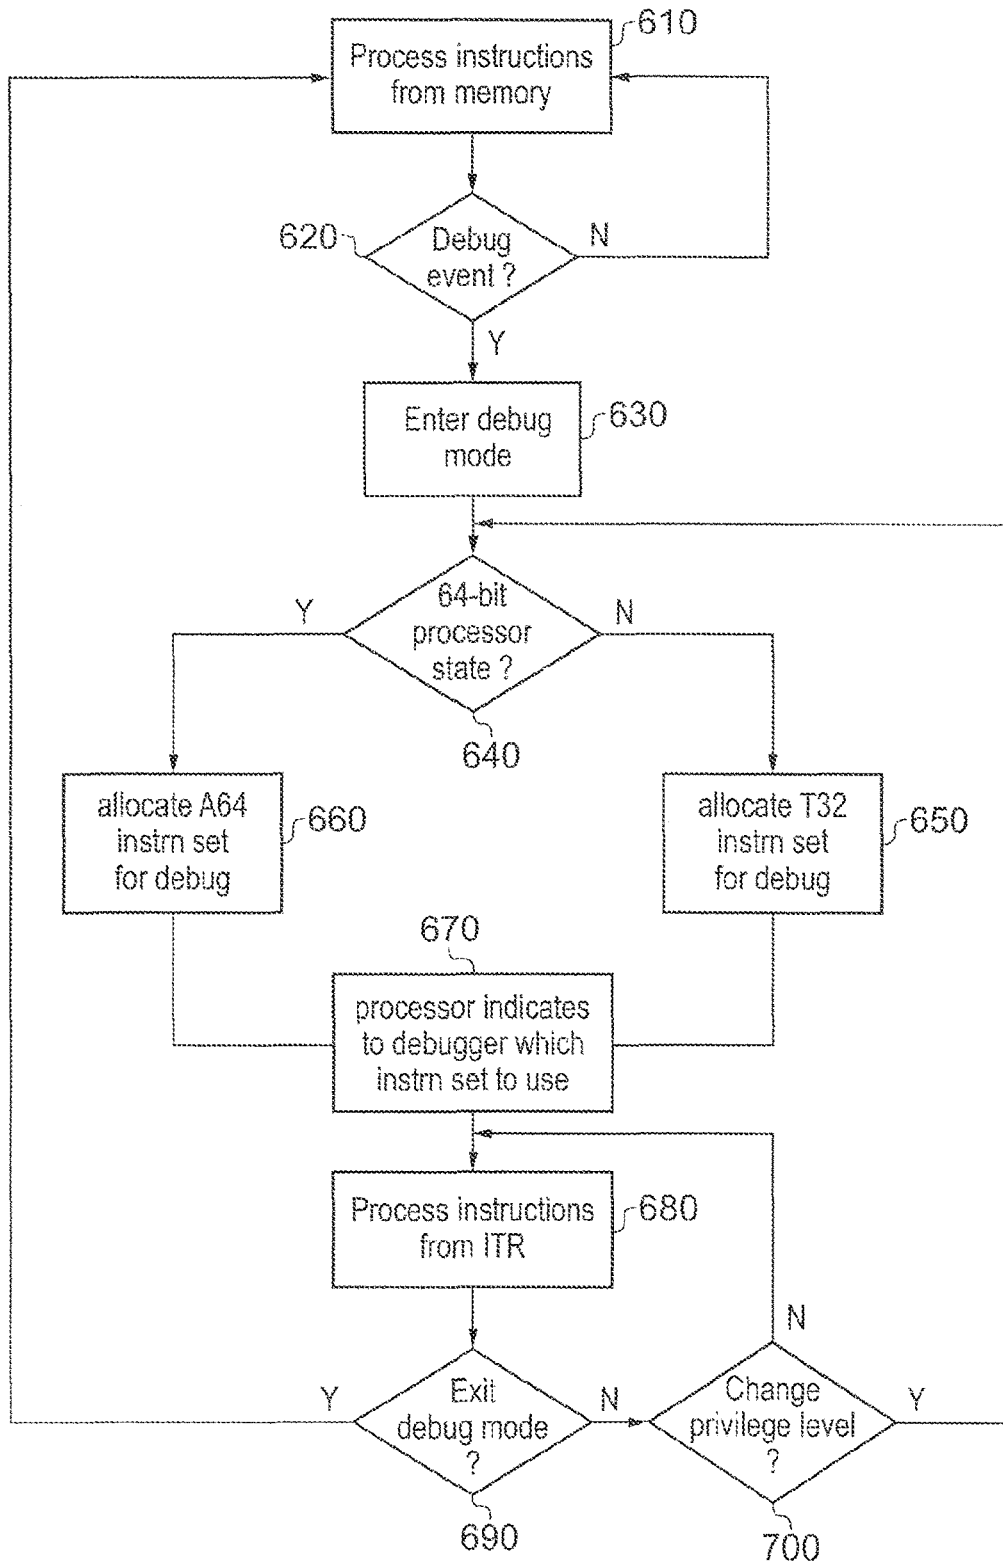 610
Process instructions
from memory
620
Debug
event ?
N
Y
Enter debug
mode
630
Y
64-bit
processor
state ?
N
640
allocate A64
instrn set
for debug
660
allocate T32
instrn set
for debug
650
670
processor indicates
to debugger which
instrn set to use
Process instructions
from ITR
680
N
Y
Exit
debug mode
?
N
Change
privilege level
?
Y
690
700